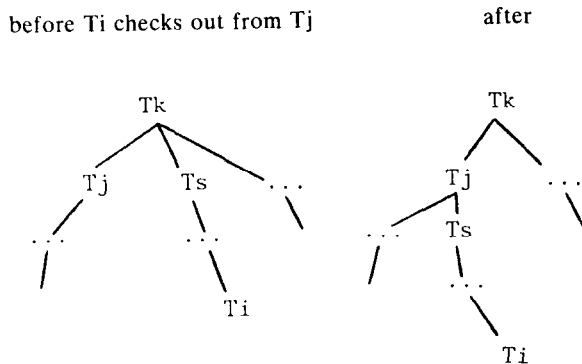 before Ti checks out from Tj
after
Tk
Tk
Tj Ts ...
Tj ...
... ...
... Ts
Ti
...
Ti